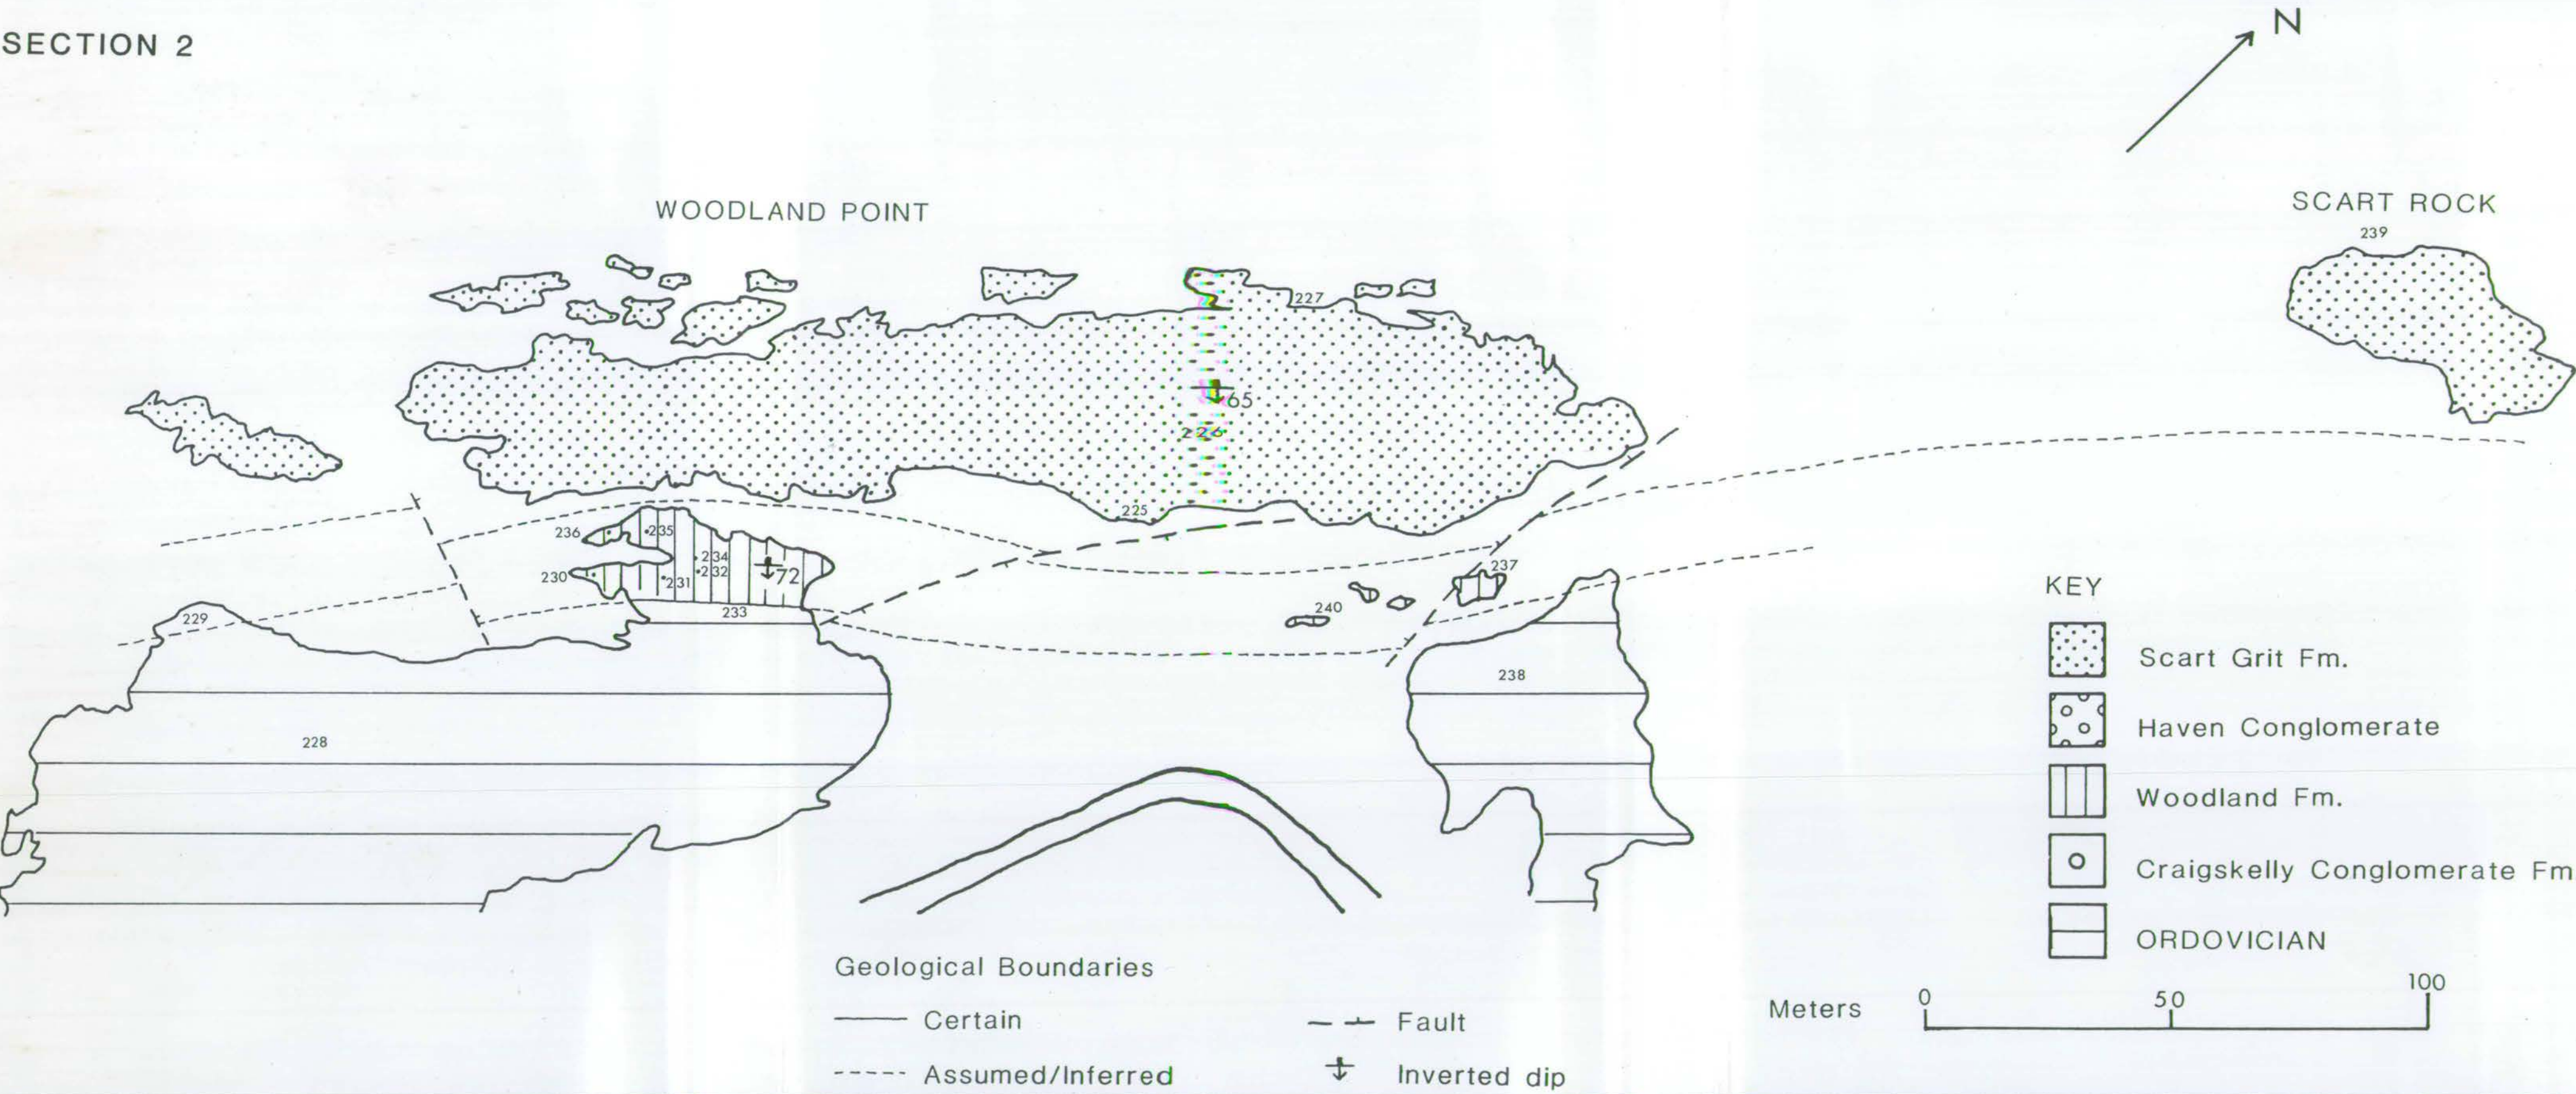 SECTION 2
N
WOODLAND POINT
SCART ROCK
239
227
65
226
225
236
235
234
232
230
231
72
233
229
237
240
238
228
KEY
Scart Grit Fm.
Haven Conglomerate
Woodland Fm.
Craigskelly Conglomerate Fm
ORDOVICIAN
Geological Boundaries
Certain
Assumed/Inferred
Fault
Inverted dip
Meters
0
50
100